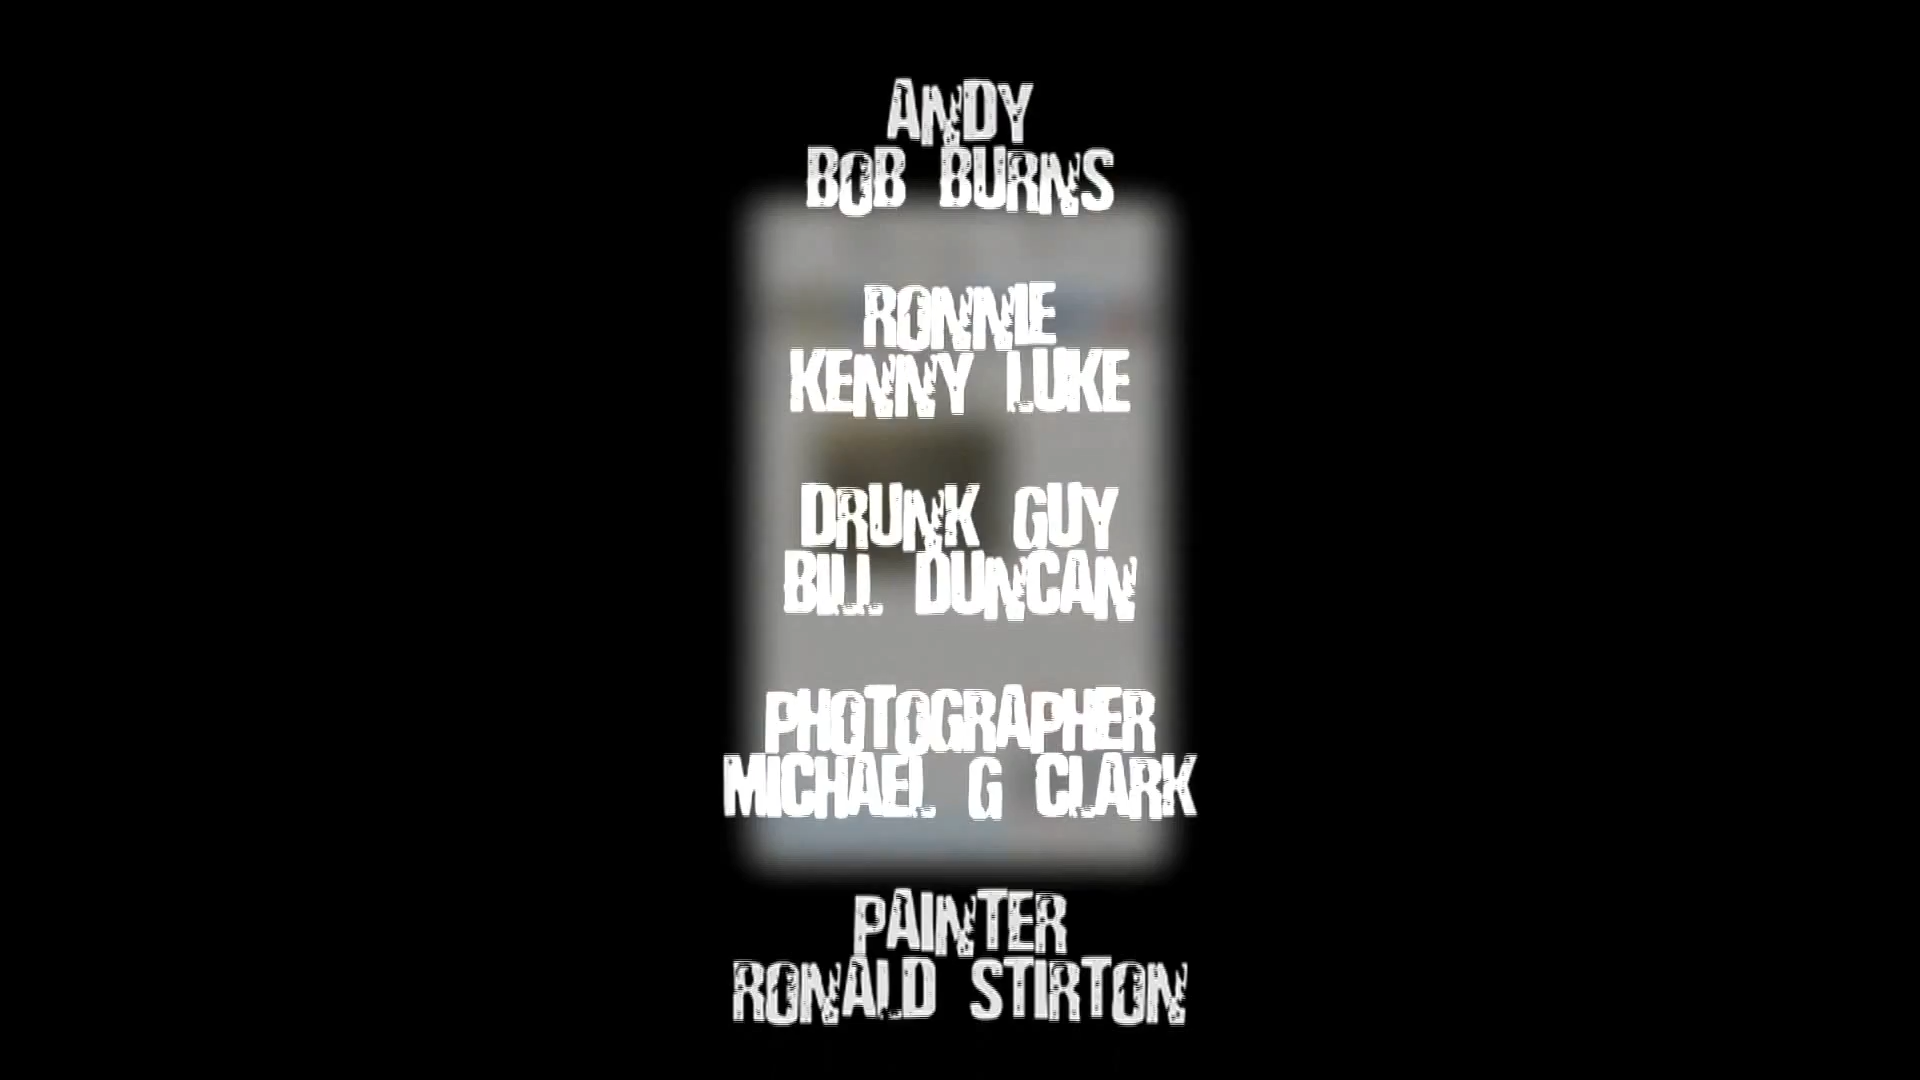 ANDY
BOB BURNS
RONNIE
KENNY LUKE
DRUNK GUY
BILL DUNCAN
PHOTOGRAPHER
MICHAEL G CLARK
PAINTER
RONALD STIRTON